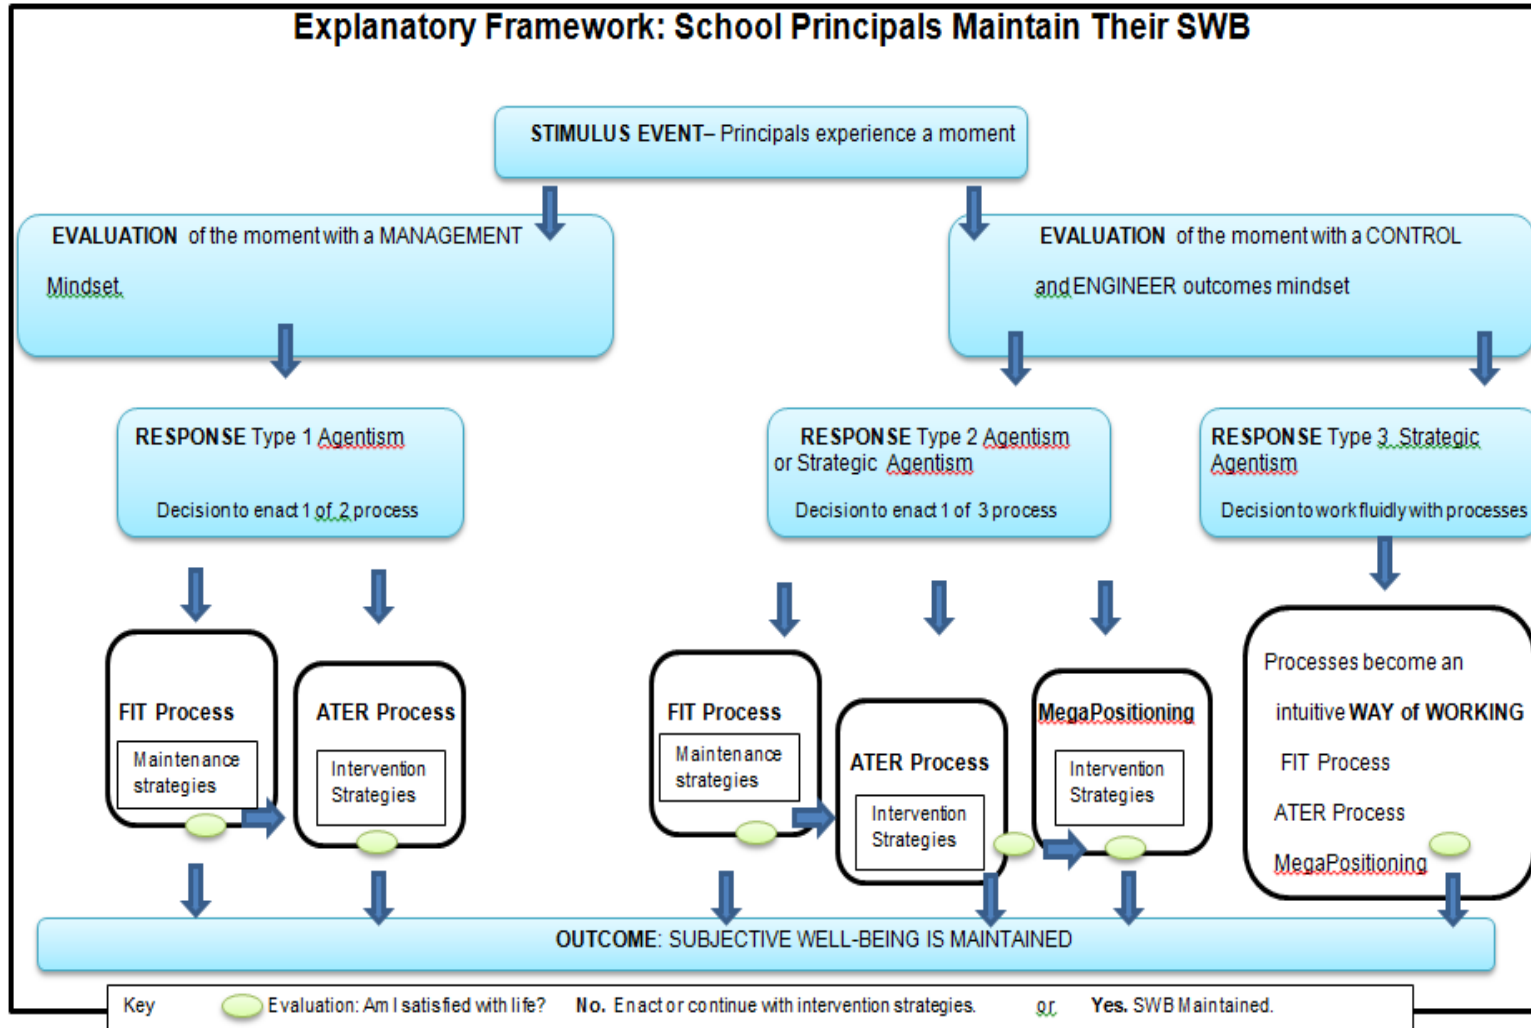 Explanatory Framework: School Principals Maintain Their SWB
STIMULUS EVENT– Principals experience a moment
EVALUATION of the moment with a MANAGEMENT
Mindset.
EVALUATION of the moment with a CONTROL
and ENGINEER outcomes mindset
RESPONSE Type 1 Agentism
Decision to enact 1 of 2 process
RESPONSE Type 2 Agentism
or Strategic Agentism
Decision to enact 1 of 3 process
RESPONSE Type 3 Strategic
Agentism
Decision to work fluidly with processes
FIT Process
Maintenance
strategies
ATER Process
Intervention
Strategies
FIT Process
Maintenance
strategies
ATER Process
Intervention
Strategies
MegaPositioning
Intervention
Strategies
Processes become an
intuitive WAY of WORKING
FIT Process
ATER Process
MegaPositioning
OUTCOME: SUBJECTIVE WELL-BEING IS MAINTAINED
Key Evaluation: Am I satisfied with life? No. Enact or continue with intervention strategies. or Yes. SWB Maintained.